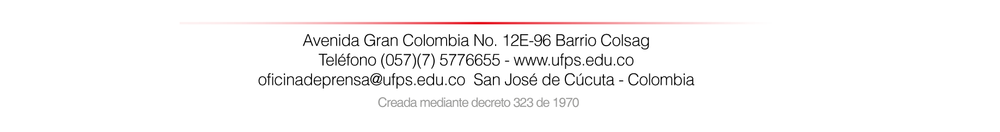 Avenida Gran Colombia No. 12E-96 Barrio Colsag
Teléfono (057)(7) 5776655 - www.ufps.edu.co
oficinadeprensa@ufps.edu.co  San José de Cúcuta - Colombia
Creada mediante decreto 323 de 1970